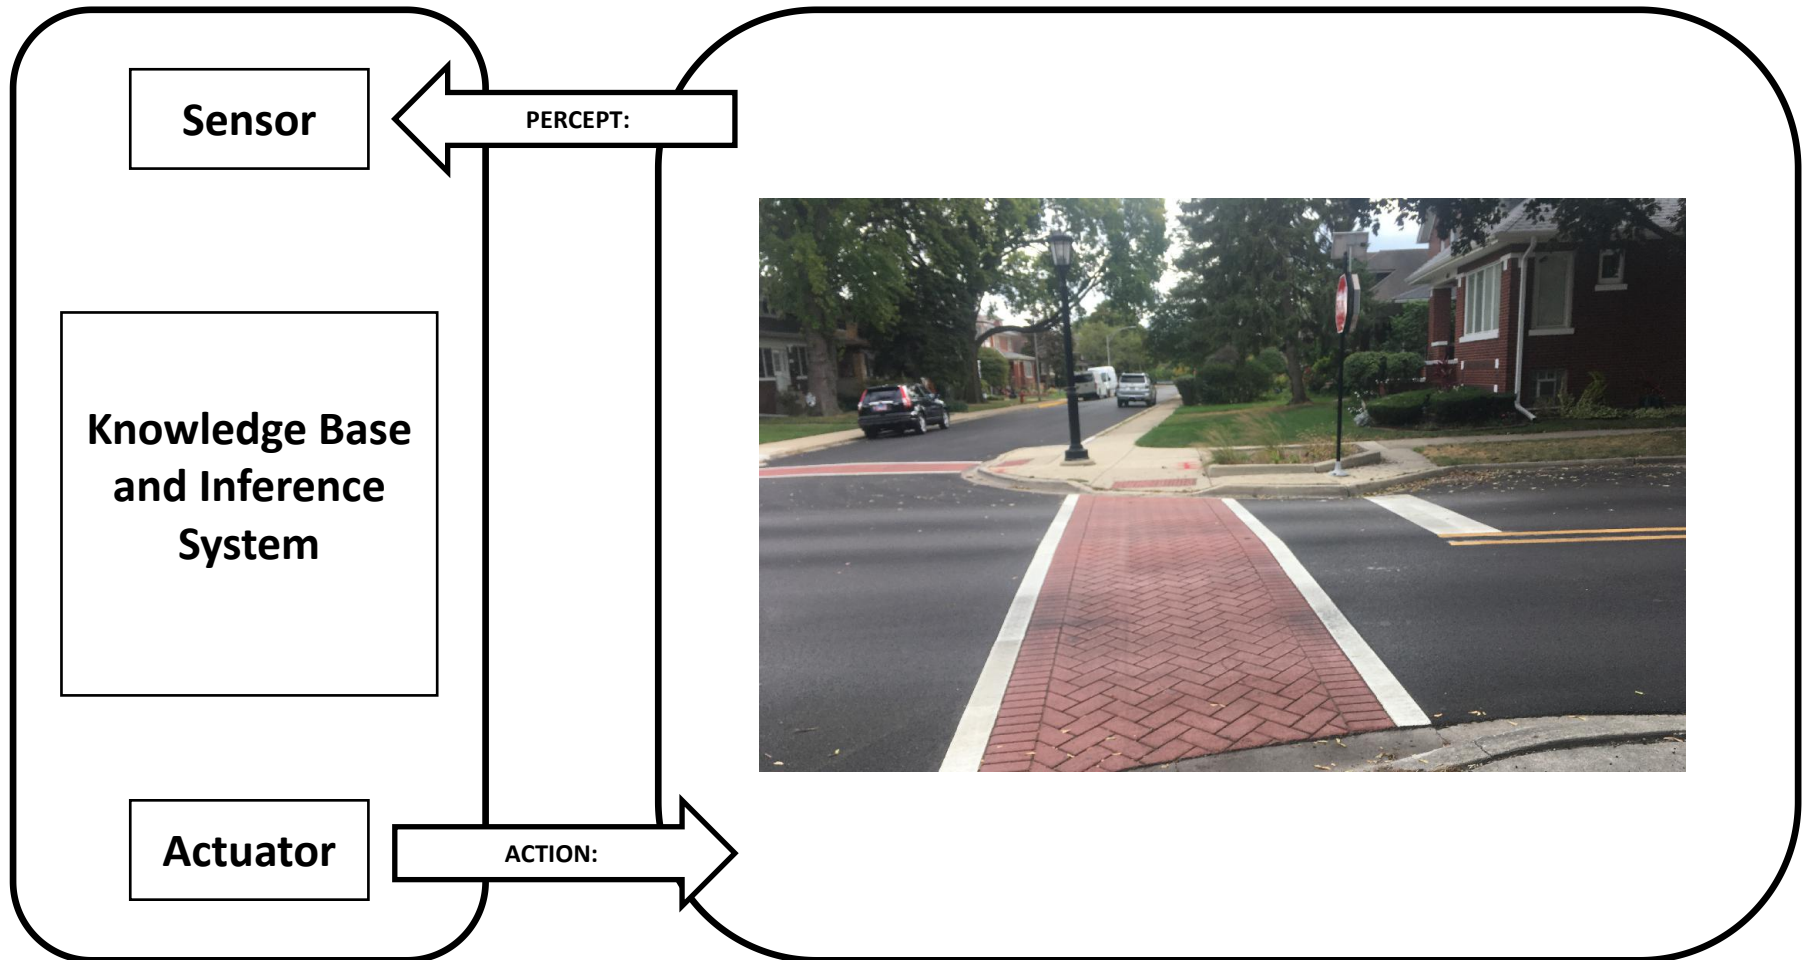 Sensor
PERCEPT:
Knowledge Base
and Inference
System
Actuator
ACTION: